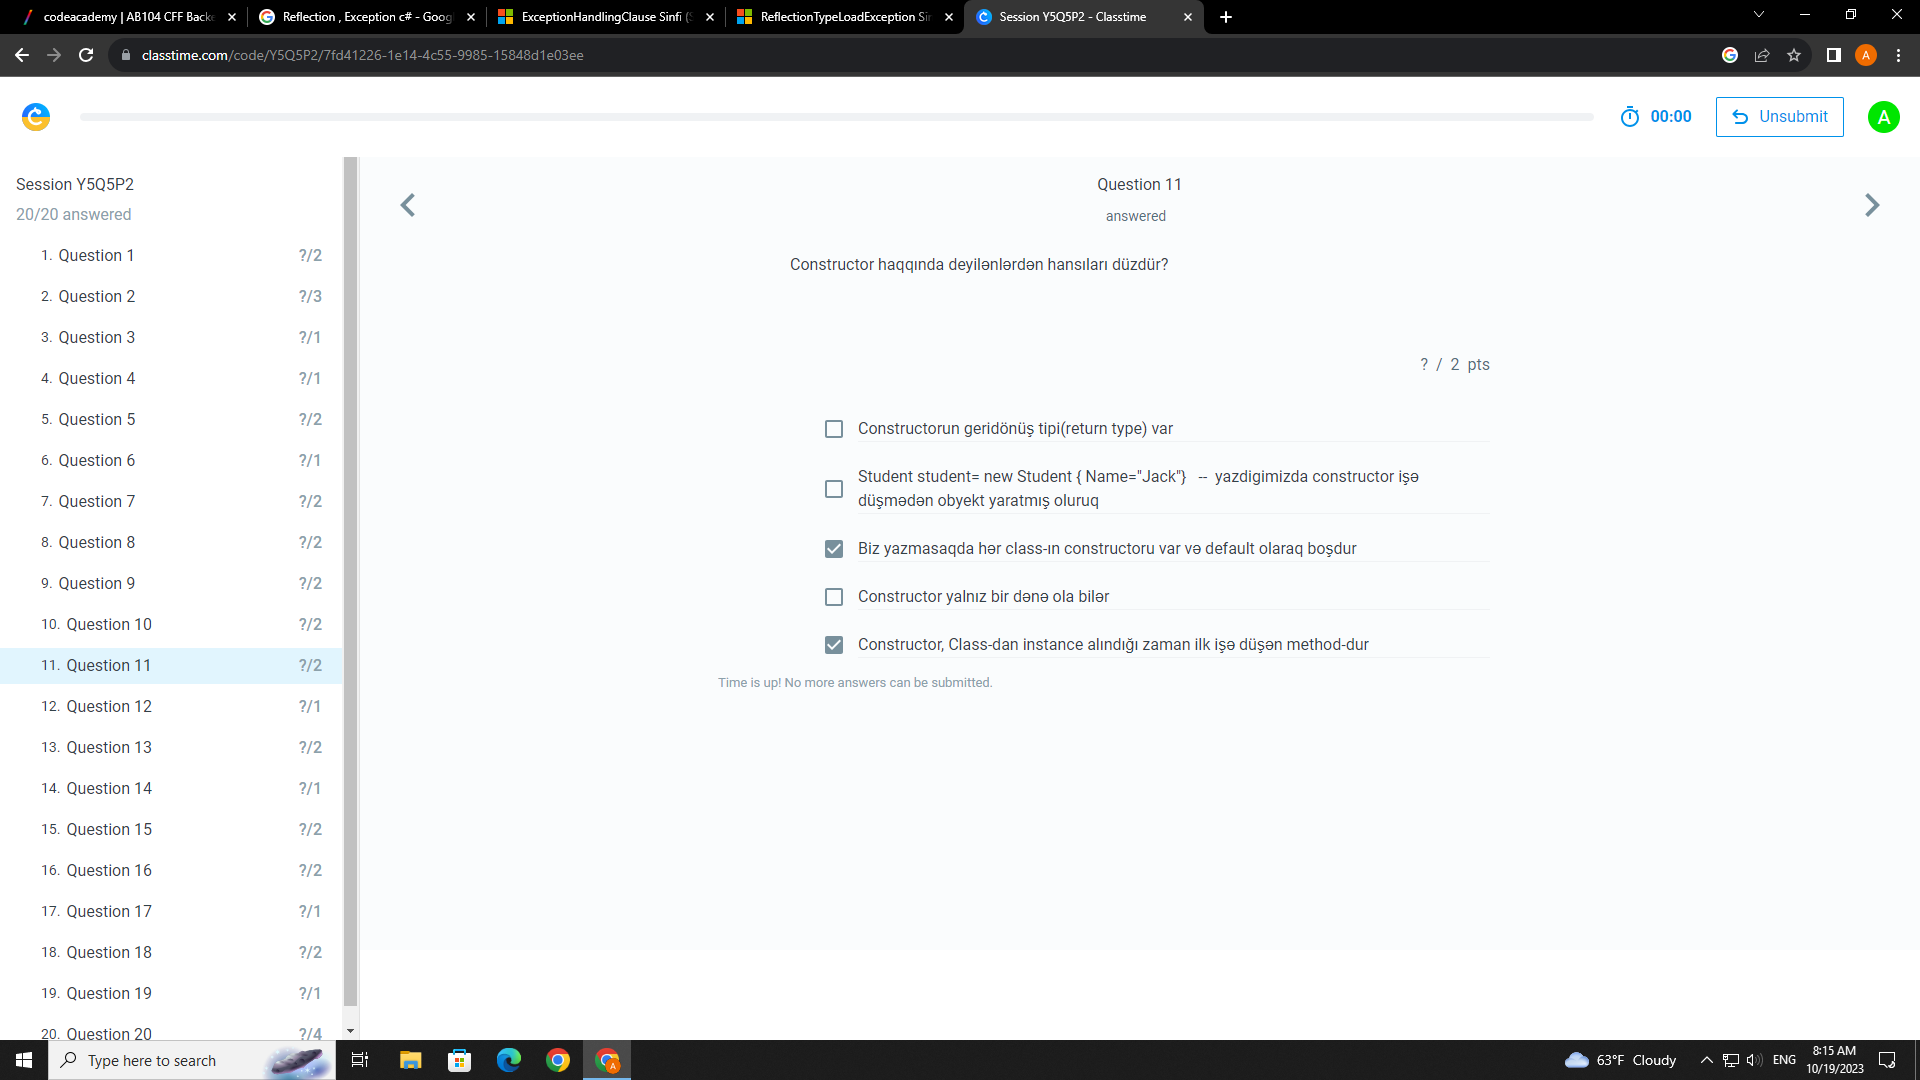 codeacademy | AB104 CFF Back
Reflection , Exception c# - Goog
ExceptionHandlingClause Sinfi (
ReflectionTypeLoadException Sin
Session Y5Q5P2 - Classtime
classtime.com/code/Y5Q5P2/7fd41226-1e14-4c55-9985-15848d1e03ee
A
00:00
Unsubmit
A
Session Y5Q5P2
20/20 answered
1. Question 1 ?/2
2. Question 2 ?/3
3. Question 3 ?/1
4. Question 4 ?/1
5. Question 5 ?/2
6. Question 6 ?/1
7. Question 7 ?/2
8. Question 8 ?/2
9. Question 9 ?/2
10. Question 10 ?/2
11. Question 11 ?/2
12. Question 12 ?/1
13. Question 13 ?/2
14. Question 14 ?/1
15. Question 15 ?/2
16. Question 16 ?/2
17. Question 17 ?/1
18. Question 18 ?/2
19. Question 19 ?/1
20. Question 20 ?/4
Question 11
answered
Constructor haqqında deyilənlərdən hansıları düzdür?
? / 2 pts
Constructorun geridönüş tipi(return type) var
Student student= new Student { Name="Jack"} -- yazdigimizda constructor işə
düşmədən obyekt yaratmış oluruq
Biz yazmasaqda hər class-ın constructoru var və default olaraq boşdur
Constructor yalnız bir dənə ola bilər
Constructor, Class-dan instance alındığı zaman ilk işə düşən method-dur
Time is up! No more answers can be submitted.
Type here to search
A
63°F Cloudy
ENG
8:15 AM
10/19/2023